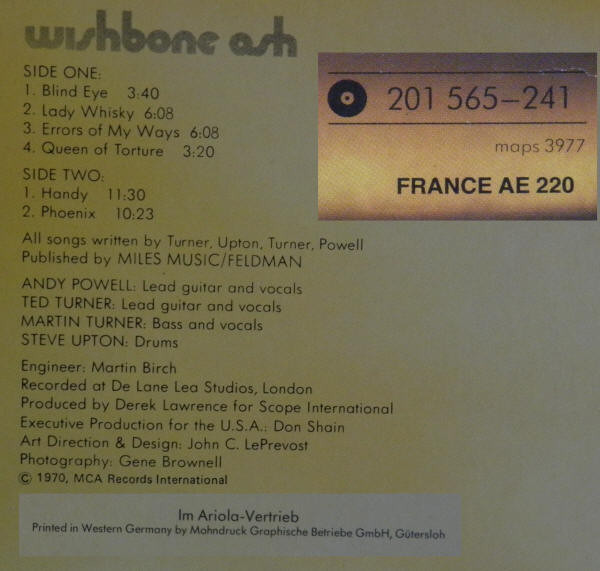 wishbone ash
SIDE ONE:
1. Blind Eye 3:40
2. Lady Whisky 6:08
3. Errors of My Ways 6:08
4. Queen of Torture 3:20
SIDE TWO:
1. Handy 11:30
2. Phoenix 10:23
201 565-241
maps 3977
FRANCE AE 220
All songs written by Turner, Upton, Turner, Powell
Published by MILES MUSIC/FELDMAN
ANDY POWELL: Lead guitar and vocals
TED TURNER: Lead guitar and vocals
MARTIN TURNER: Bass and vocals
STEVE UPTON: Drums
Engineer: Martin Birch
Recorded at De Lane Lea Studios, London
Produced by Derek Lawrence for Scope International
Executive Production for the U.S.A.: Don Shain
Art Direction & Design: John C. LePrevost
Photography: Gene Brownell
© 1970, MCA Records International
Im Ariola-Vertrieb
Printed in Western Germany by Mohndruck Graphische Betriebe GmbH, Gütersloh